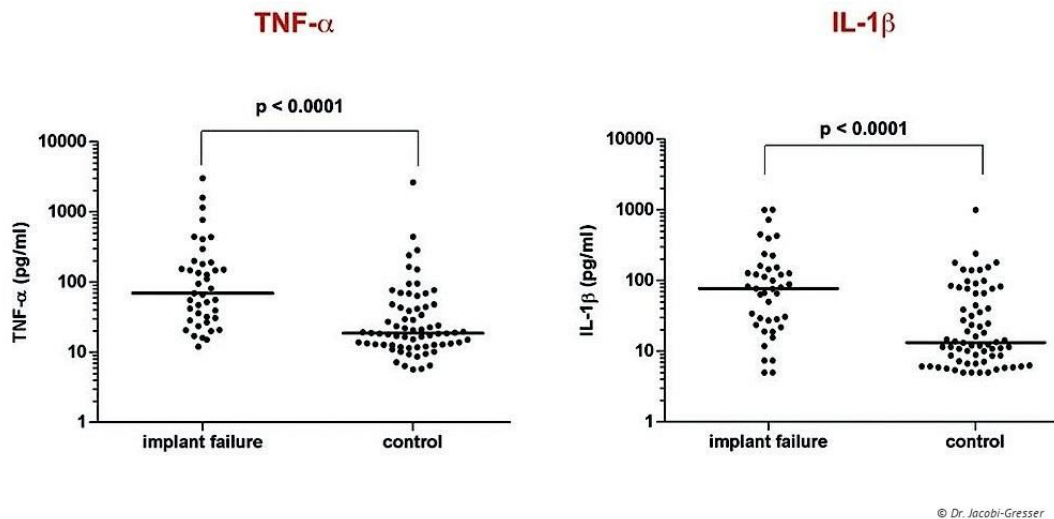 TNF-α
IL-1β
p < 0.0001
p < 0.0001
10000
1000
100
10
1
TNF-α (pg/ml)
implant failure
control
10000
1000
100
10
1
IL-1β (pg/ml)
implant failure
control
© Dr. Jacobi-Gresser